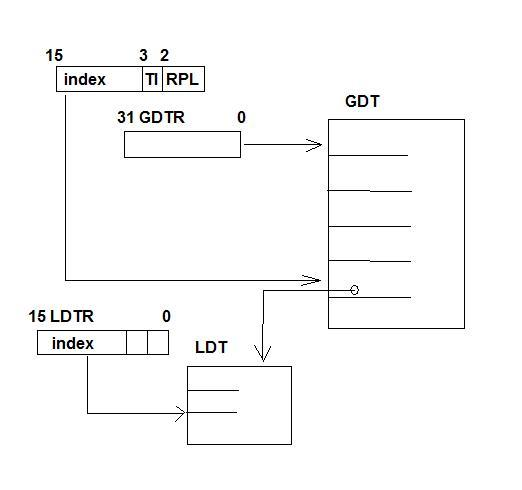 15 3 2
index TI RPL
GDT
31 GDTR 0
15 LDTR 0
index
LDT